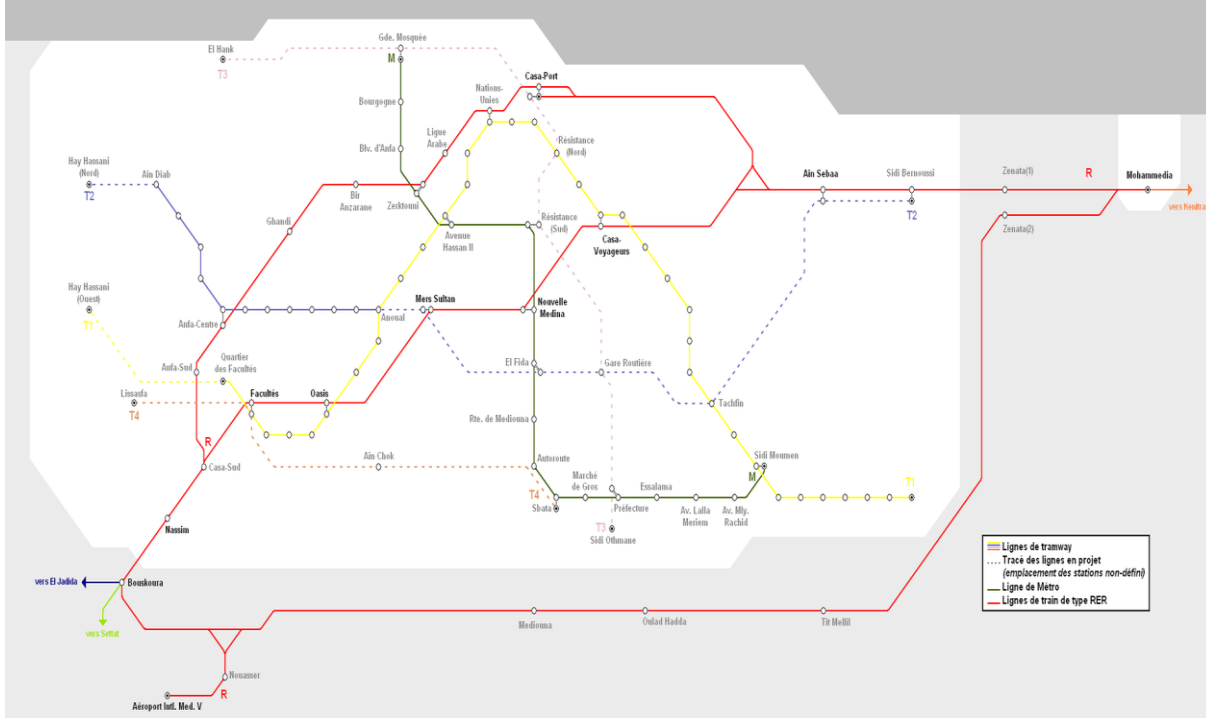 Gde. Mosquée
El Hank
T3
M
Casa-Port
Nations-
Unies
Bourgogne
Ligue
Arabe
Blv. d'Anfa
Résistance
(Nord)
Hay Hassani
(Nord)
Ain Diab
T2
Bir
Anzarane
Zerktouni
Ghandi
Avenue
Hassan II
Résistance
(Sud)
Casa-
Voyageurs
Ain Sebaa
Sidi Bernoussi
T2
Zenata(1)
R
Mohammedia
vers Kenitra
Zenata(2)
Hay Hassani
(Ouest)
T1
Anfa-Centre
Anoual
Mers Sultan
Nouvelle
Medina
Anfa-Sud
Quartier
des Facultés
El Fida
Gare Routière
Lissasfa
T4
Facultés
Oasis
Tachfin
Rte. de Mediouna
R
Casa-Sud
Ain Chok
Autoroute
Sidi Moumen
M
T4
Sbata
Marché
de Gros
Préfecture
Essalama
Av. Lalla
Meriem
Av. Mly.
Rachid
T1
T3
Sidi Othmane
Nassim
vers El Jadida
Bouskoura
vers Settat
Mediouna
Oulad Hadda
Tit Mellil
Nouasser
R
Aéroport Intl. Med. V
Lignes de tramway
Tracé des lignes en projet
(emplacement des stations non-défini)
Ligne de Métro
Lignes de train de type RER